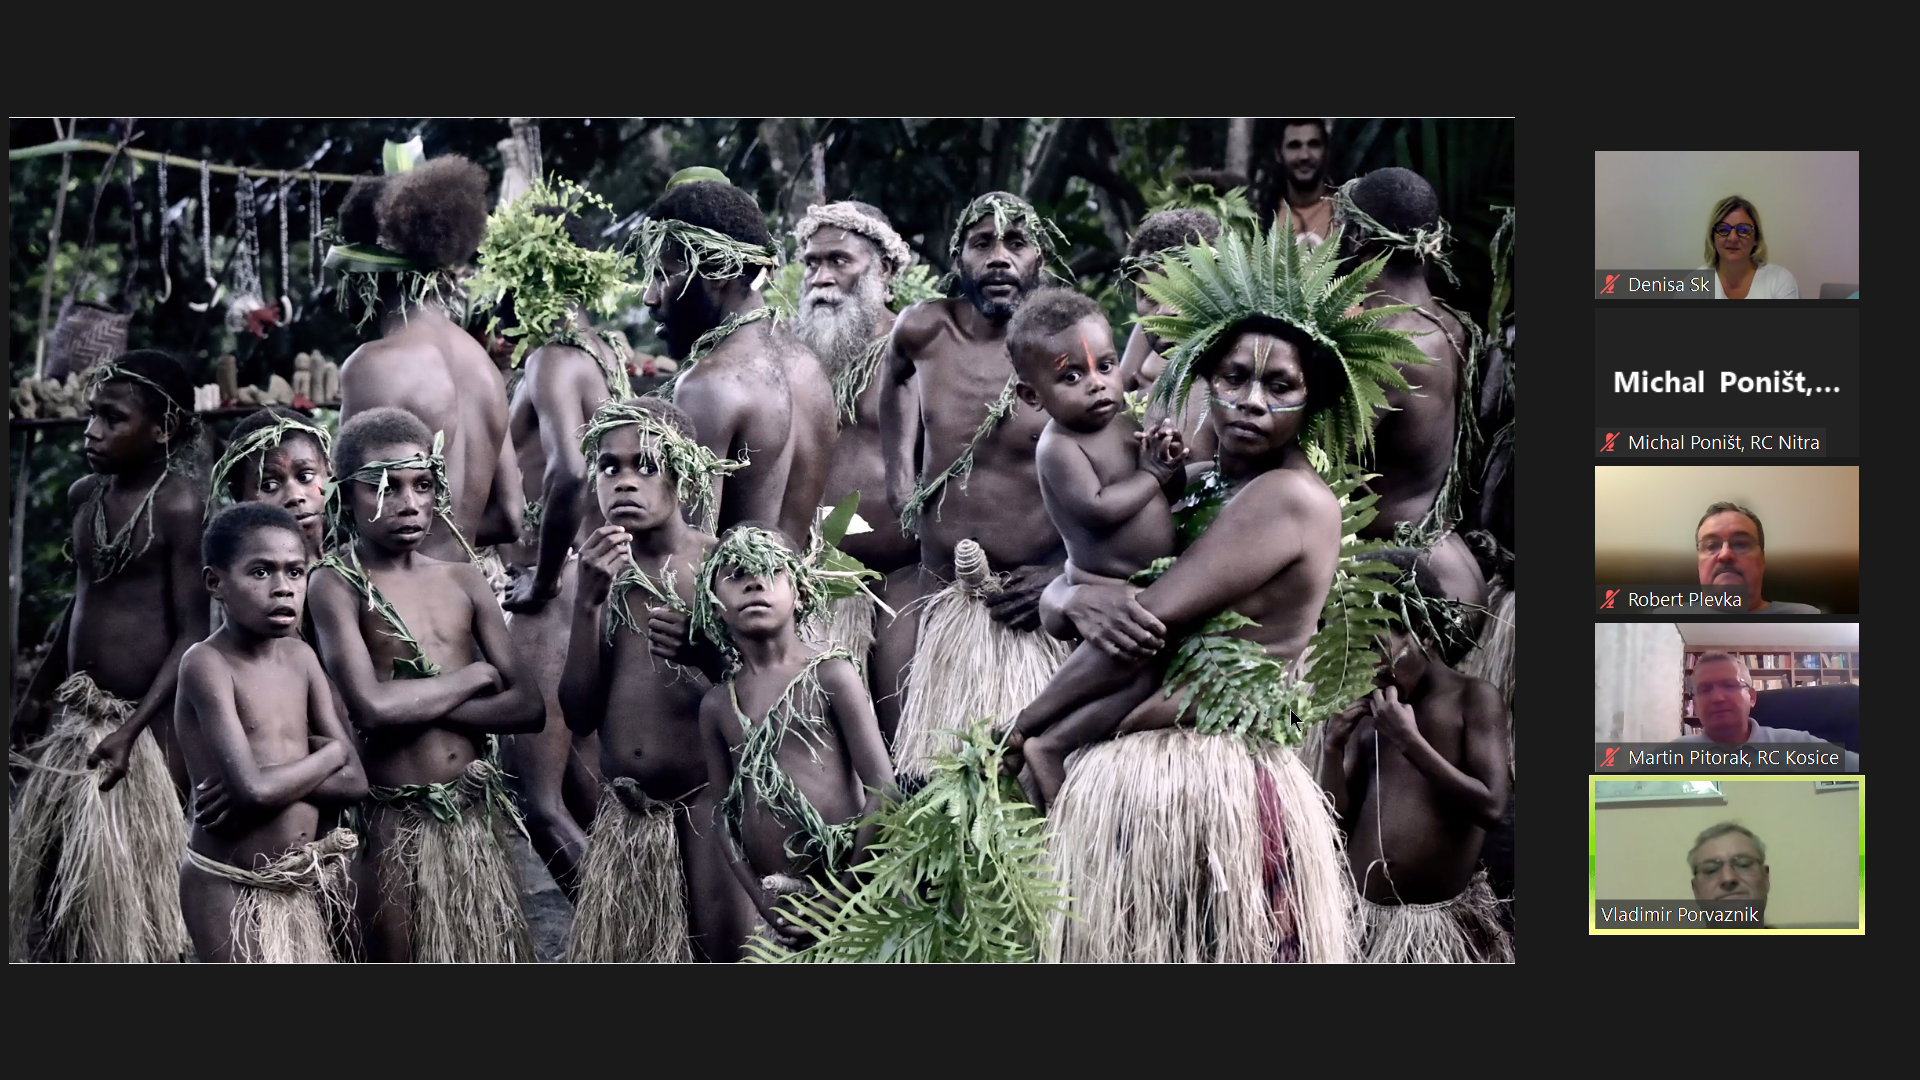 Denisa Sk
Michal Poništ,...
Michal Poništ, RC Nitra
Robert Plevka
Martin Pitorak, RC Kosice
Vladimir Porvaznik